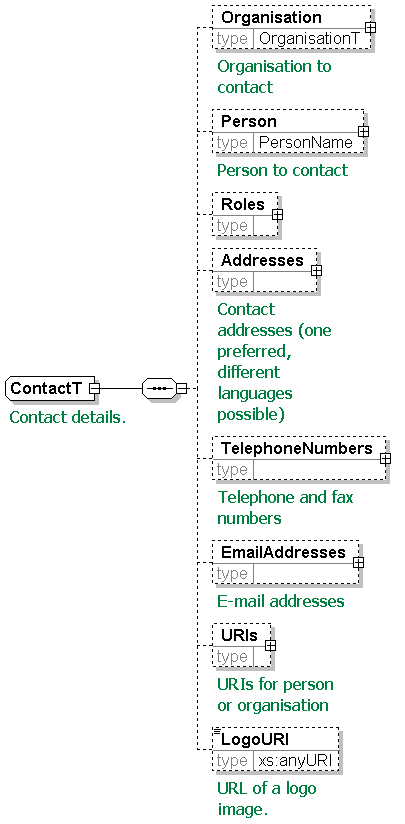 Organisation
type OrganisationT
Organisation to
contact
Person
type PersonName
Person to contact
Roles
type
Addresses
type
Contact
addresses (one
preferred,
different
languages
possible)
ContactT
Contact details.
TelephoneNumbers
type
Telephone and fax
numbers
EmailAddresses
type
E-mail addresses
URIs
type
URIs for person
or organisation
LogoURI
type xs:anyURI
URL of a logo
image.